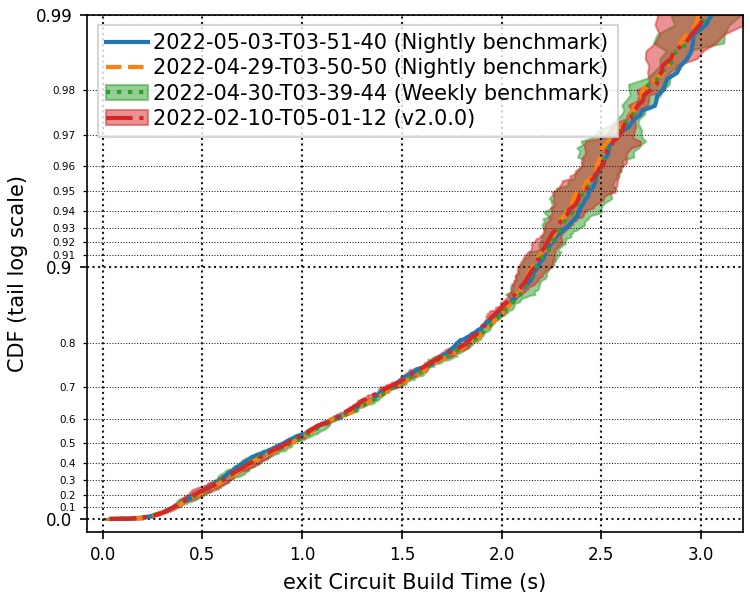 0.99
2022-05-03-T03-51-40 (Nightly benchmark)
2022-04-29-T03-50-50 (Nightly benchmark)
2022-04-30-T03-39-44 (Weekly benchmark)
2022-02-10-T05-01-12 (v2.0.0)
0.98
0.97
0.96
0.95
0.94
0.93
0.92
0.91
0.9
0.8
0.7
0.6
0.5
0.4
0.3
0.2
0.1
0.0
CDF (tail log scale)
0.0 0.5 1.0 1.5 2.0 2.5 3.0
exit Circuit Build Time (s)